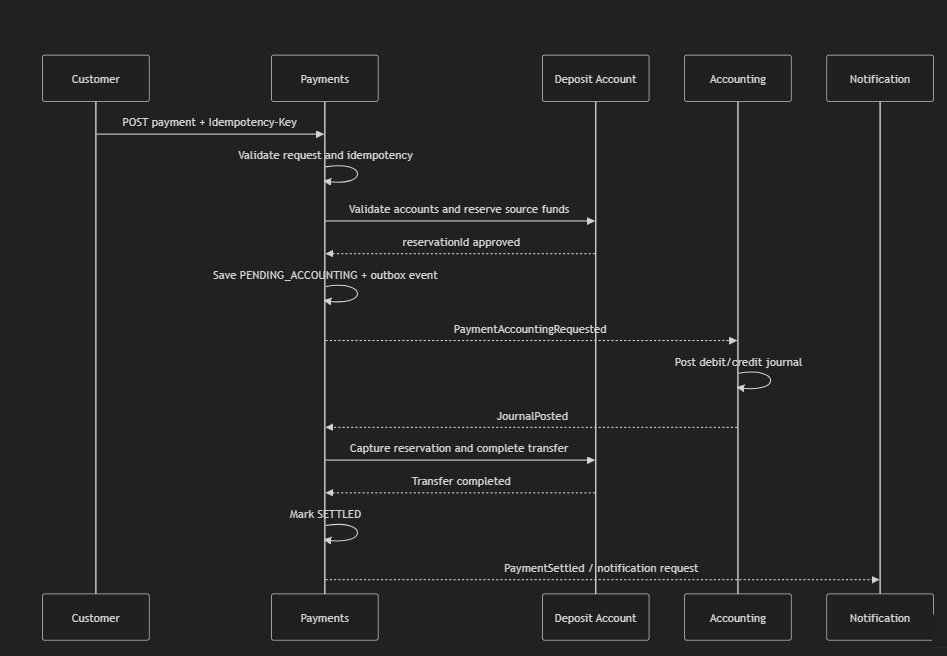 Customer
Payments
Deposit Account
Accounting
Notification
POST payment + Idempotency-Key
Validate request and idempotency
Validate accounts and reserve source funds
reservationId approved
Save PENDING_ACCOUNTING + outbox event
PaymentAccountingRequested
Post debit/credit journal
JournalPosted
Capture reservation and complete transfer
Transfer completed
Mark SETTLED
PaymentSettled / notification request
Customer
Payments
Deposit Account
Accounting
Notification